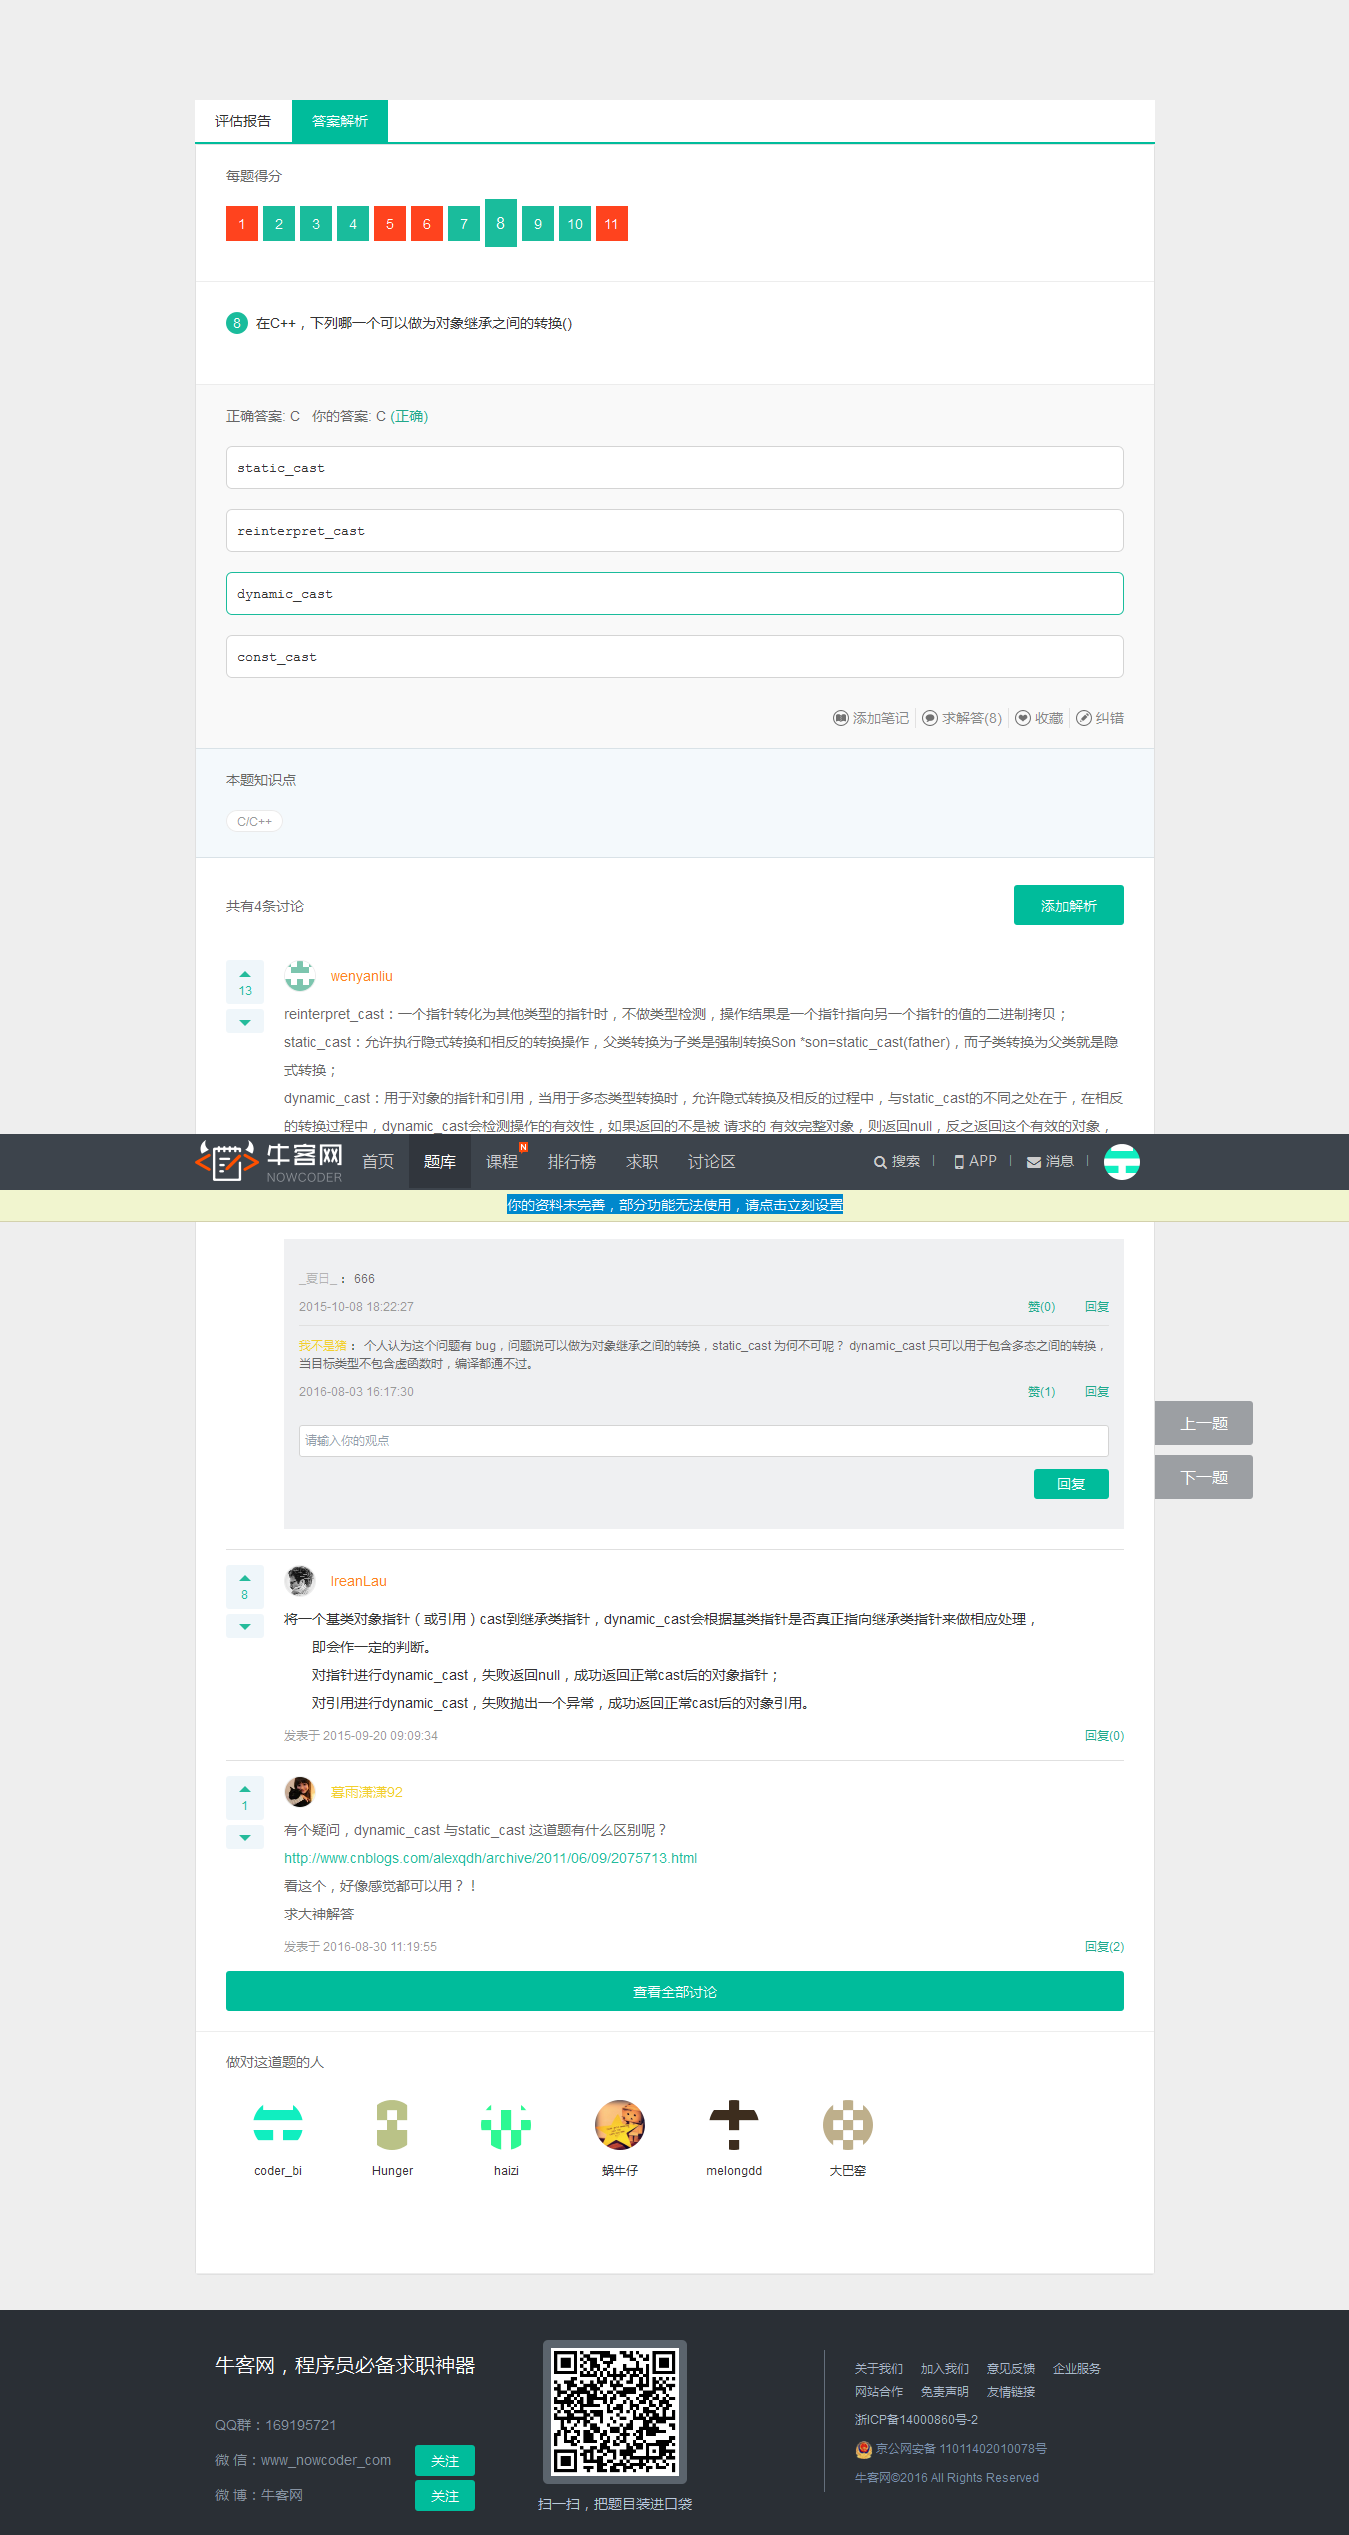 评估报告 答案解析
每题得分
1 2 3 4 5 6 7 8 9 10 11
8 在C++，下列哪一个可以做为对象继承之间的转换()
正确答案: C 你的答案: C (正确)
static_cast
reinterpret_cast
dynamic_cast
const_cast
添加笔记 求解答(8) 收藏 纠错
本题知识点
C/C++
共有4条讨论 添加解析
wenyanliu
13
reinterpret_cast：一个指针转化为其他类型的指针时，不做类型检测，操作结果是一个指针指向另一个指针的值的二进制拷贝；
static_cast：允许执行隐式转换和相反的转换操作，父类转换为子类是强制转换Son *son=static_cast(father)，而子类转换为父类就是隐
式转换；
dynamic_cast：用于对象的指针和引用，当用于多态类型转换时，允许隐式转换及相反的过程中，与static_cast的不同之处在于，在相反
的转换过程中，dynamic_cast会检测操作的有效性，如果返回的不是被 请求的 有效完整对象，则返回null，反之返回这个有效的对象，
牛客网 NOWCODER 首页 题库 课程 N 排行榜 求职 讨论区 搜索 APP 消息
你的资料未完善，部分功能无法使用，请点击立刻设置
_夏日_： 666
2015-10-08 18:22:27 赞(0) 回复
我不是猪： 个人认为这个问题有 bug，问题说可以做为对象继承之间的转换，static_cast 为何不可呢？ dynamic_cast 只可以用于包含多态之间的转换，
当目标类型不包含虚函数时，编译都通不过。
2016-08-03 16:17:30 赞(1) 回复
请输入你的观点
回复
上一题
下一题
IreanLau
8
将一个基类对象指针（或引用）cast到继承类指针，dynamic_cast会根据基类指针是否真正指向继承类指针来做相应处理，
即会作一定的判断。
对指针进行dynamic_cast，失败返回null，成功返回正常cast后的对象指针；
对引用进行dynamic_cast，失败抛出一个异常，成功返回正常cast后的对象引用。
发表于 2015-09-20 09:09:34 回复(0)
暮雨潇潇92
1
有个疑问，dynamic_cast 与static_cast 这道题有什么区别呢？
http://www.cnblogs.com/alexqdh/archive/2011/06/09/2075713.html
看这个，好像感觉都可以用？！
求大神解答
发表于 2016-08-30 11:19:55 回复(2)
查看全部讨论
做对这道题的人
coder_bi Hunger haizi 蜗牛仔 melongdd 大巴窑
牛客网，程序员必备求职神器
QQ群：169195721
微 信：www_nowcoder_com 关注
微 博：牛客网 关注
扫一扫，把题目装进口袋
关于我们 加入我们 意见反馈 企业服务
网站合作 免责声明 友情链接
浙ICP备14000860号-2
京公网安备 11011402010078号
牛客网©2016 All Rights Reserved